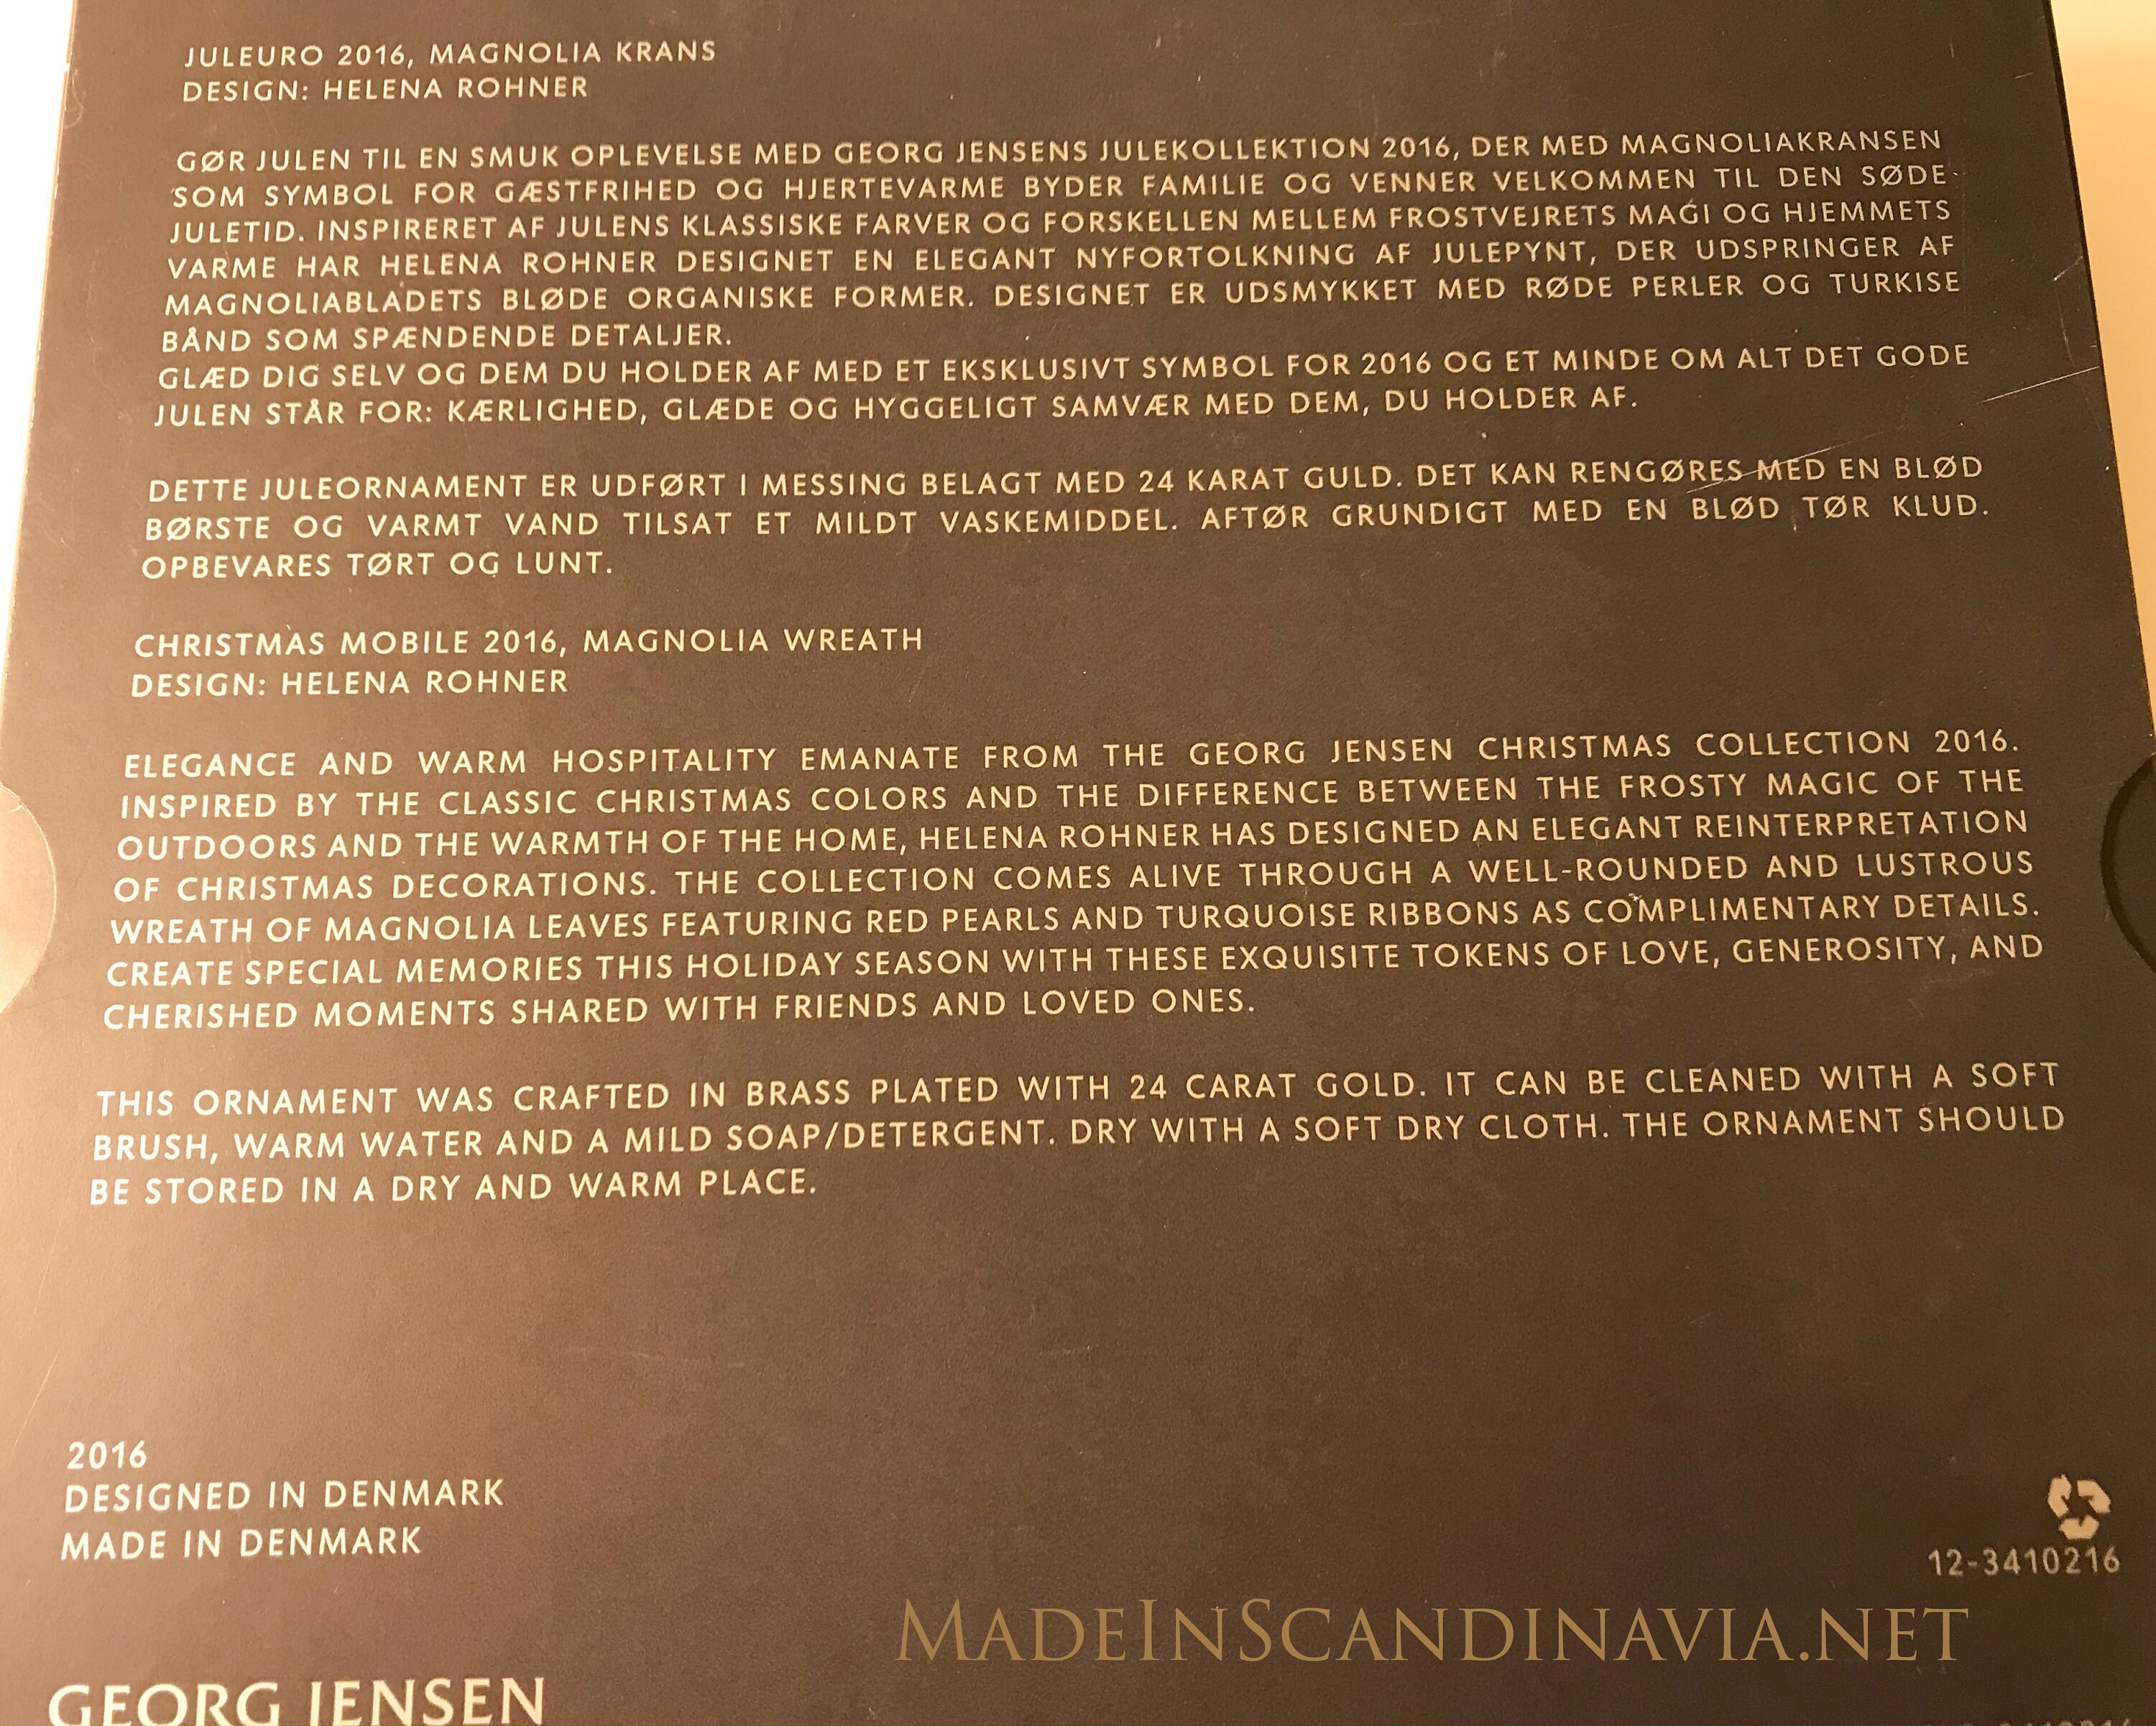 JULEURO 2016, MAGNOLIA KRANS
DESIGN: HELENA ROHNER
GØR JULEN TIL EN SMUK OPLEVELSE MED GEORG JENSENS JULEKOLLEKTION 2016, DER MED MAGNOLIAKRANSEN
SOM SYMBOL FOR GÆSTFRIHED OG HJERTEVARME BYDER FAMILIE OG VENNER VELKOMMEN TIL DEN SØDE
JULETID. INSPIRERET AF JULENS KLASSISKE FARVER OG FORSKELLEN MELLEM FROSTVEJRETS MAGI OG HJEMMETS
VARME HAR HELENA ROHNER DESIGNET EN ELEGANT NYFORTOLKNING AF JULEPYNT, DER UDSPRINGER AF
MAGNOLIABLADETS BLØDE ORGANISKE FORMER. DESIGNET ER UDSMYKKET MED RØDE PERLER OG TURKISE
BÅND SOM SPÆNDENDE DETALJER.
GLÆD DIG SELV OG DEM DU HOLDER AF MED ET EKSKLUSIVT SYMBOL FOR 2016 OG ET MINDE OM ALT DET GODE
JULEN STÅR FOR: KÆRLIGHED, GLÆDE OG HYGGELIGT SAMVÆR MED DEM, DU HOLDER AF.
DETTE JULEORNAMENT ER UDFØRT I MESSING BELAGT MED 24 KARAT GULD. DET KAN RENGØRES MED EN BLØD
BØRSTE OG VARMT VAND TILSAT ET MILDT VASKEMIDDEL. AFTØR GRUNDIGT MED EN BLØD TØR KLUD.
OPBEVARES TØRT OG LUNT.
CHRISTMAS MOBILE 2016, MAGNOLIA WREATH
DESIGN: HELENA ROHNER
ELEGANCE AND WARM HOSPITALITY EMANATE FROM THE GEORG JENSEN CHRISTMAS COLLECTION 2016.
INSPIRED BY THE CLASSIC CHRISTMAS COLORS AND THE DIFFERENCE BETWEEN THE FROSTY MAGIC OF THE
OUTDOORS AND THE WARMTH OF THE HOME, HELENA ROHNER HAS DESIGNED AN ELEGANT REINTERPRETATION
OF CHRISTMAS DECORATIONS. THE COLLECTION COMES ALIVE THROUGH A WELL-ROUNDED AND LUSTROUS
WREATH OF MAGNOLIA LEAVES FEATURING RED PEARLS AND TURQUOISE RIBBONS AS COMPLIMENTARY DETAILS.
CREATE SPECIAL MEMORIES THIS HOLIDAY SEASON WITH THESE EXQUISITE TOKENS OF LOVE, GENEROSITY, AND
CHERISHED MOMENTS SHARED WITH FRIENDS AND LOVED ONES.
THIS ORNAMENT WAS CRAFTED IN BRASS PLATED WITH 24 CARAT GOLD. IT CAN BE CLEANED WITH A SOFT
BRUSH, WARM WATER AND A MILD SOAP/DETERGENT. DRY WITH A SOFT DRY CLOTH. THE ORNAMENT SHOULD
BE STORED IN A DRY AND WARM PLACE.
2016
DESIGNED IN DENMARK
MADE IN DENMARK
12-3410216
MADEINSCANDINAVIA.NET
GEORG JENSEN